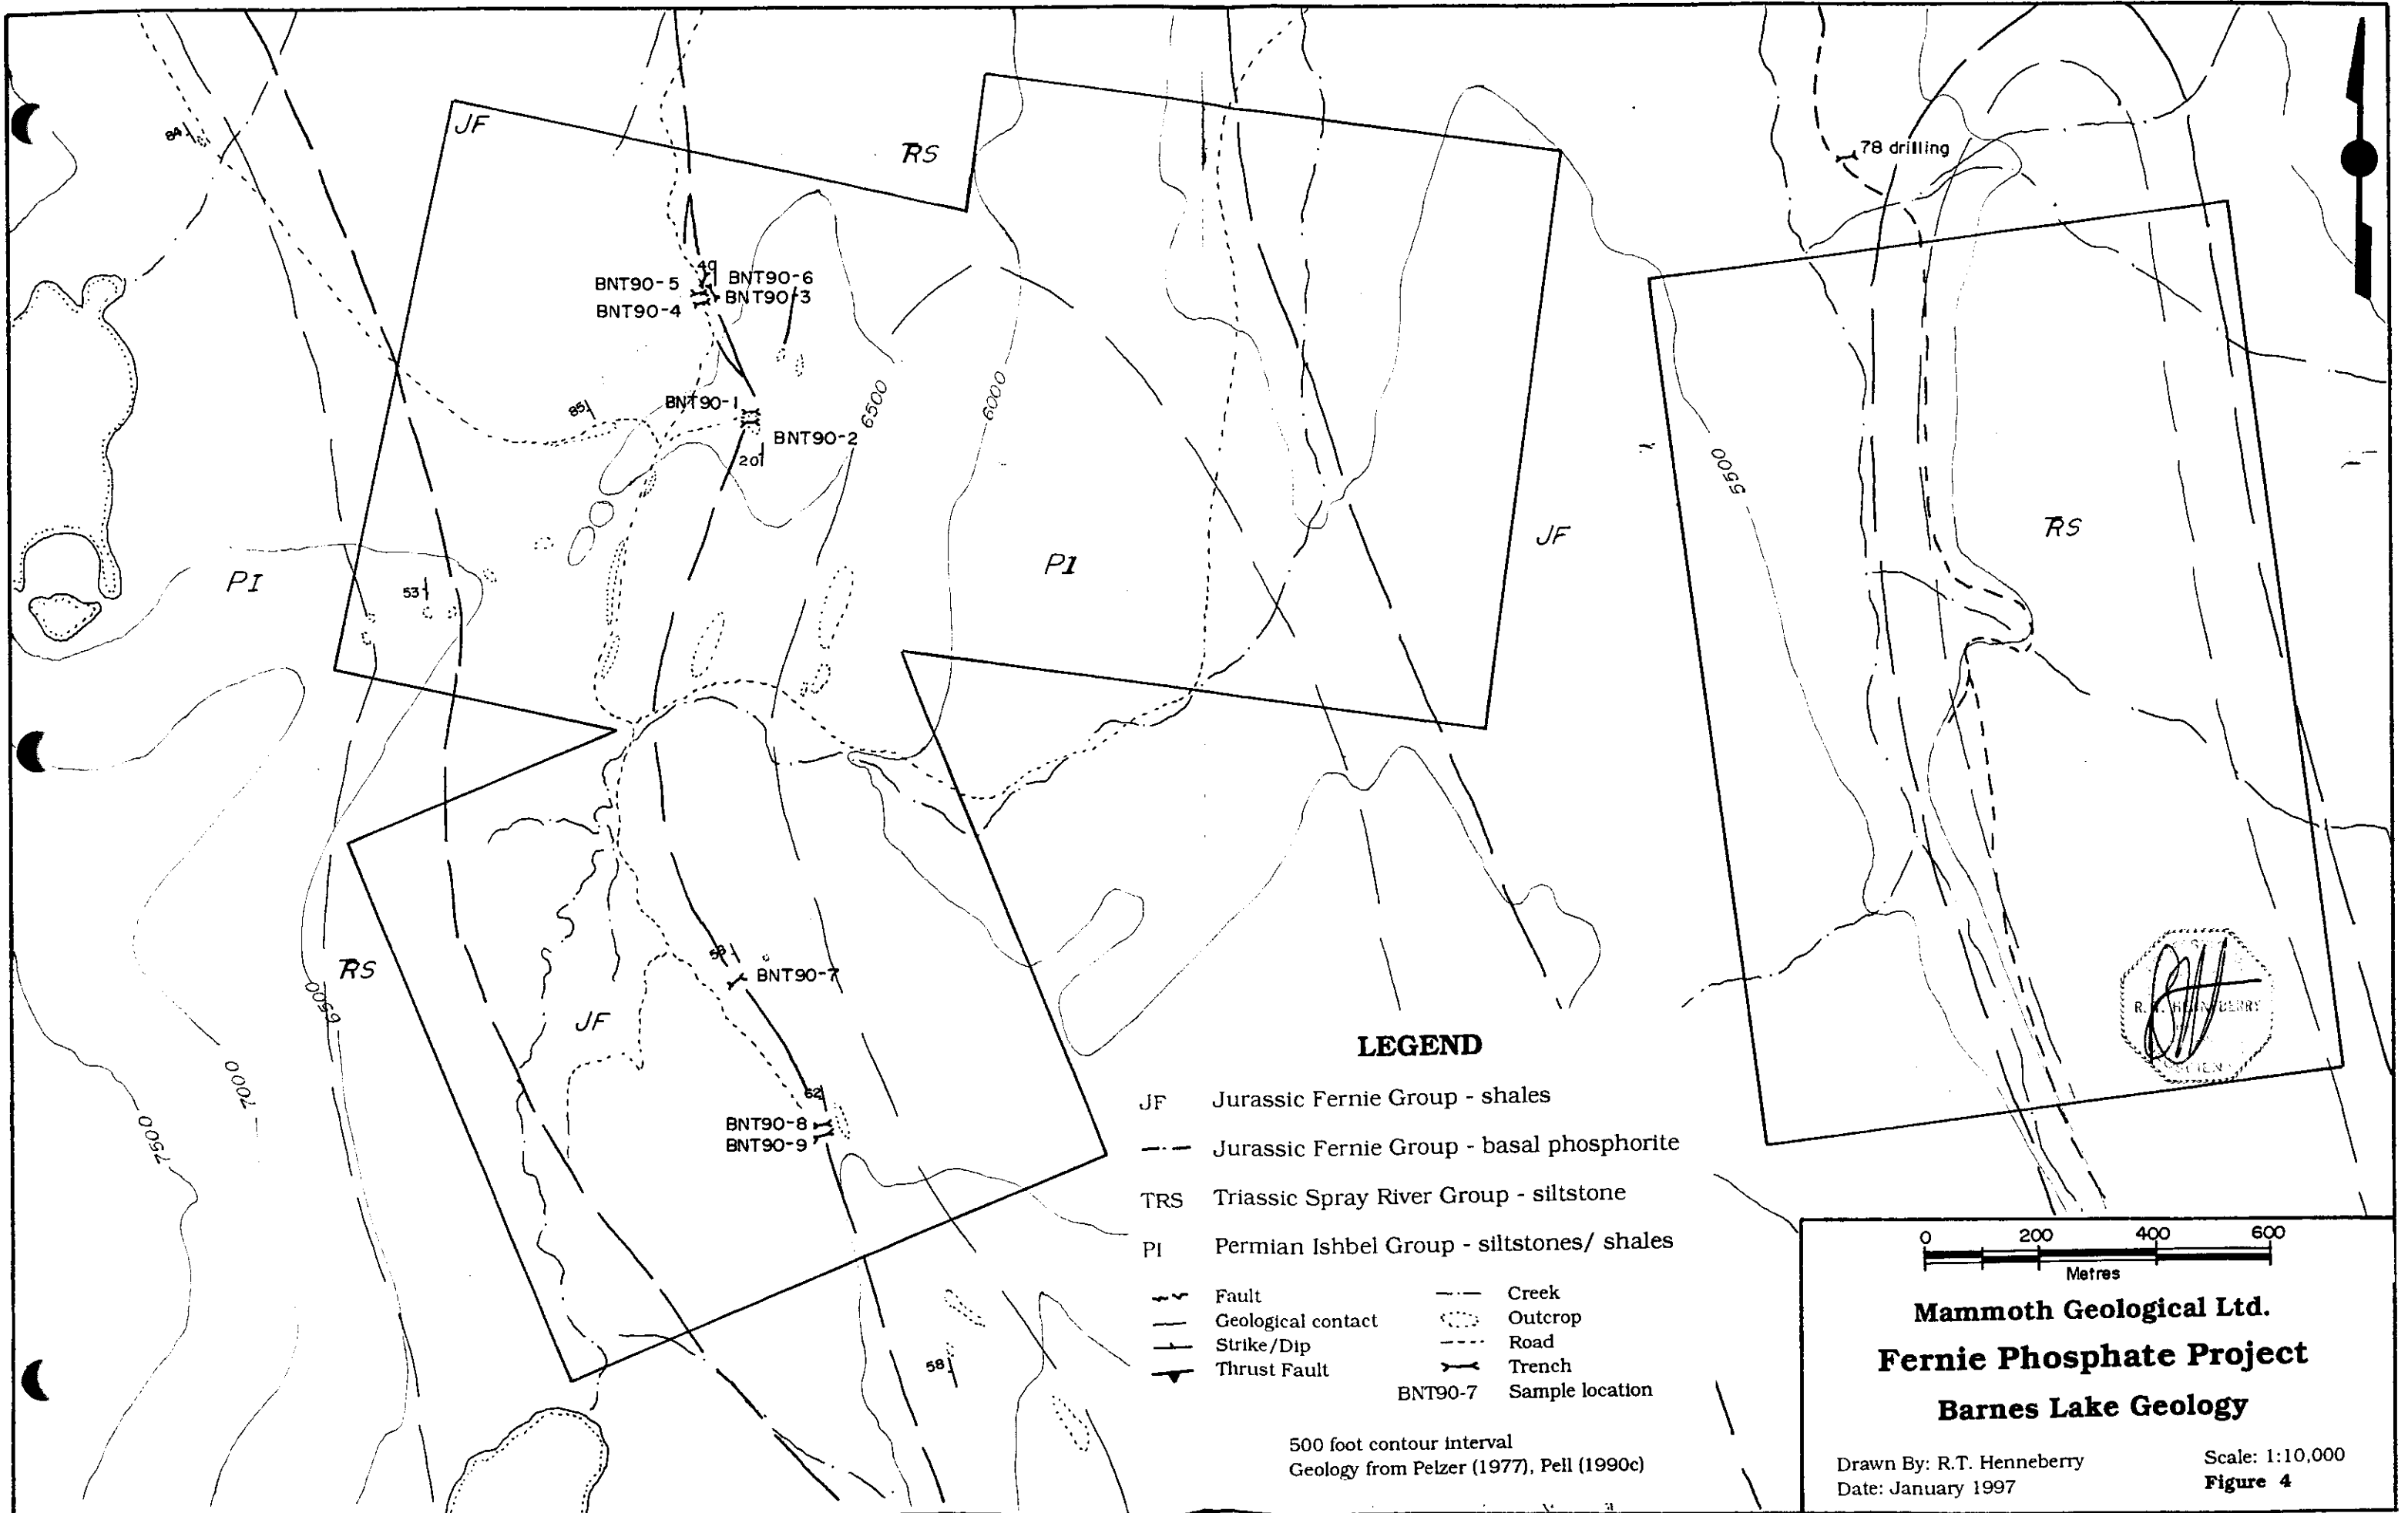 JF
RS
84
78 drilling
49
BNT90-5
BNT90-6
BNT90-3
BNT90-4
BNT90-1
BNT90-2
85
20
6500
6000
5500
JF
RS
PI
PI
53
RS
6500
7000
7500
JF
BNT90-7
62
BNT90-8
BNT90-9
58
LEGEND
JF Jurassic Fernie Group - shales
Jurassic Fernie Group - basal phosphorite
TRS Triassic Spray River Group - siltstone
PI Permian Ishbel Group - siltstones/ shales
Fault
Geological contact
Strike/Dip
Thrust Fault
Creek
Outcrop
Road
Trench
BNT90-7 Sample location
500 foot contour interval
Geology from Pelzer (1977), Pell (1990c)
0 200 400 600
Metres
Mammoth Geological Ltd.
Fernie Phosphate Project
Barnes Lake Geology
Drawn By: R.T. Henneberry
Date: January 1997
Scale: 1:10,000
Figure 4